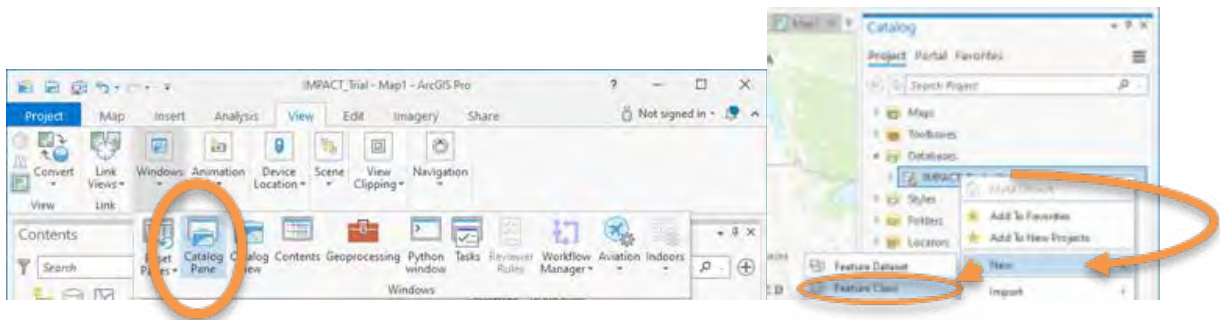 IMPACT_Trial - Map1 - ArcGIS Pro
?
Project Map Insert Analysis View Edit Imagery Share
Not signed in
Convert
Link Views
Windows
Animation
Device Location
Scene
View Clipping
Navigation
View
Link
Contents
Search
Reset Panes
Catalog Pane
Catalog View
Contents
Geoprocessing
Python window
Tasks
Reviewer Rules
Workflow Manager
Aviation
Indoors
Windows
Map1
Catalog
Project Portal Favorites
Search Project
Maps
Toolboxes
Databases
IMPACT
Styles
Folders
Locators
Add To Favorites
Add To New Projects
New
Import
Feature Dataset
Feature Class